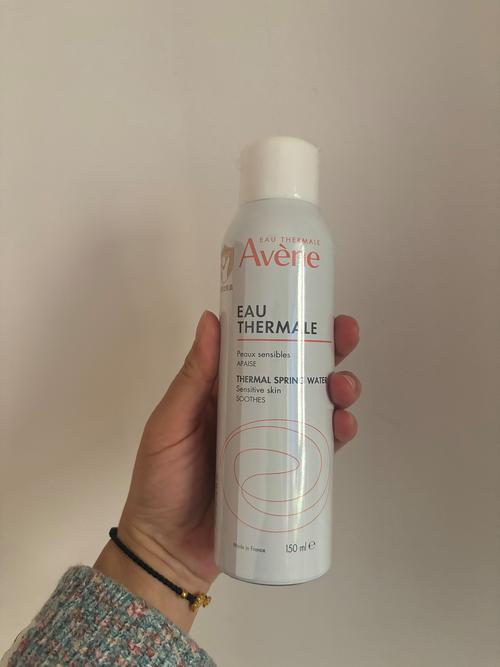 EAU THERMALE
Avène
EAU
THERMALE
Peaux sensibles
APAISE
THERMAL SPRING WATER
Sensitive skin
SOOTHES
Made in France
150 ml ℮